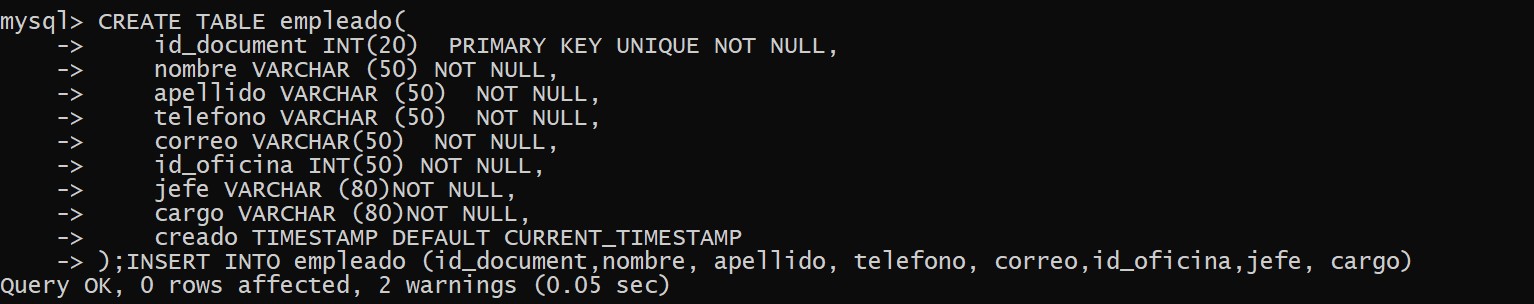 mysql> CREATE TABLE empleado(
    ->     id_document INT(20)  PRIMARY KEY UNIQUE NOT NULL,
    ->     nombre VARCHAR (50) NOT NULL,
    ->     apellido VARCHAR (50)  NOT NULL,
    ->     telefono VARCHAR (50)  NOT NULL,
    ->     correo VARCHAR(50)  NOT NULL,
    ->     id_oficina INT(50) NOT NULL,
    ->     jefe VARCHAR (80)NOT NULL,
    ->     cargo VARCHAR (80)NOT NULL,
    ->     creado TIMESTAMP DEFAULT CURRENT_TIMESTAMP
    -> );INSERT INTO empleado (id_document,nombre, apellido, telefono, correo,id_oficina,jefe, cargo)
Query OK, 0 rows affected, 2 warnings (0.05 sec)